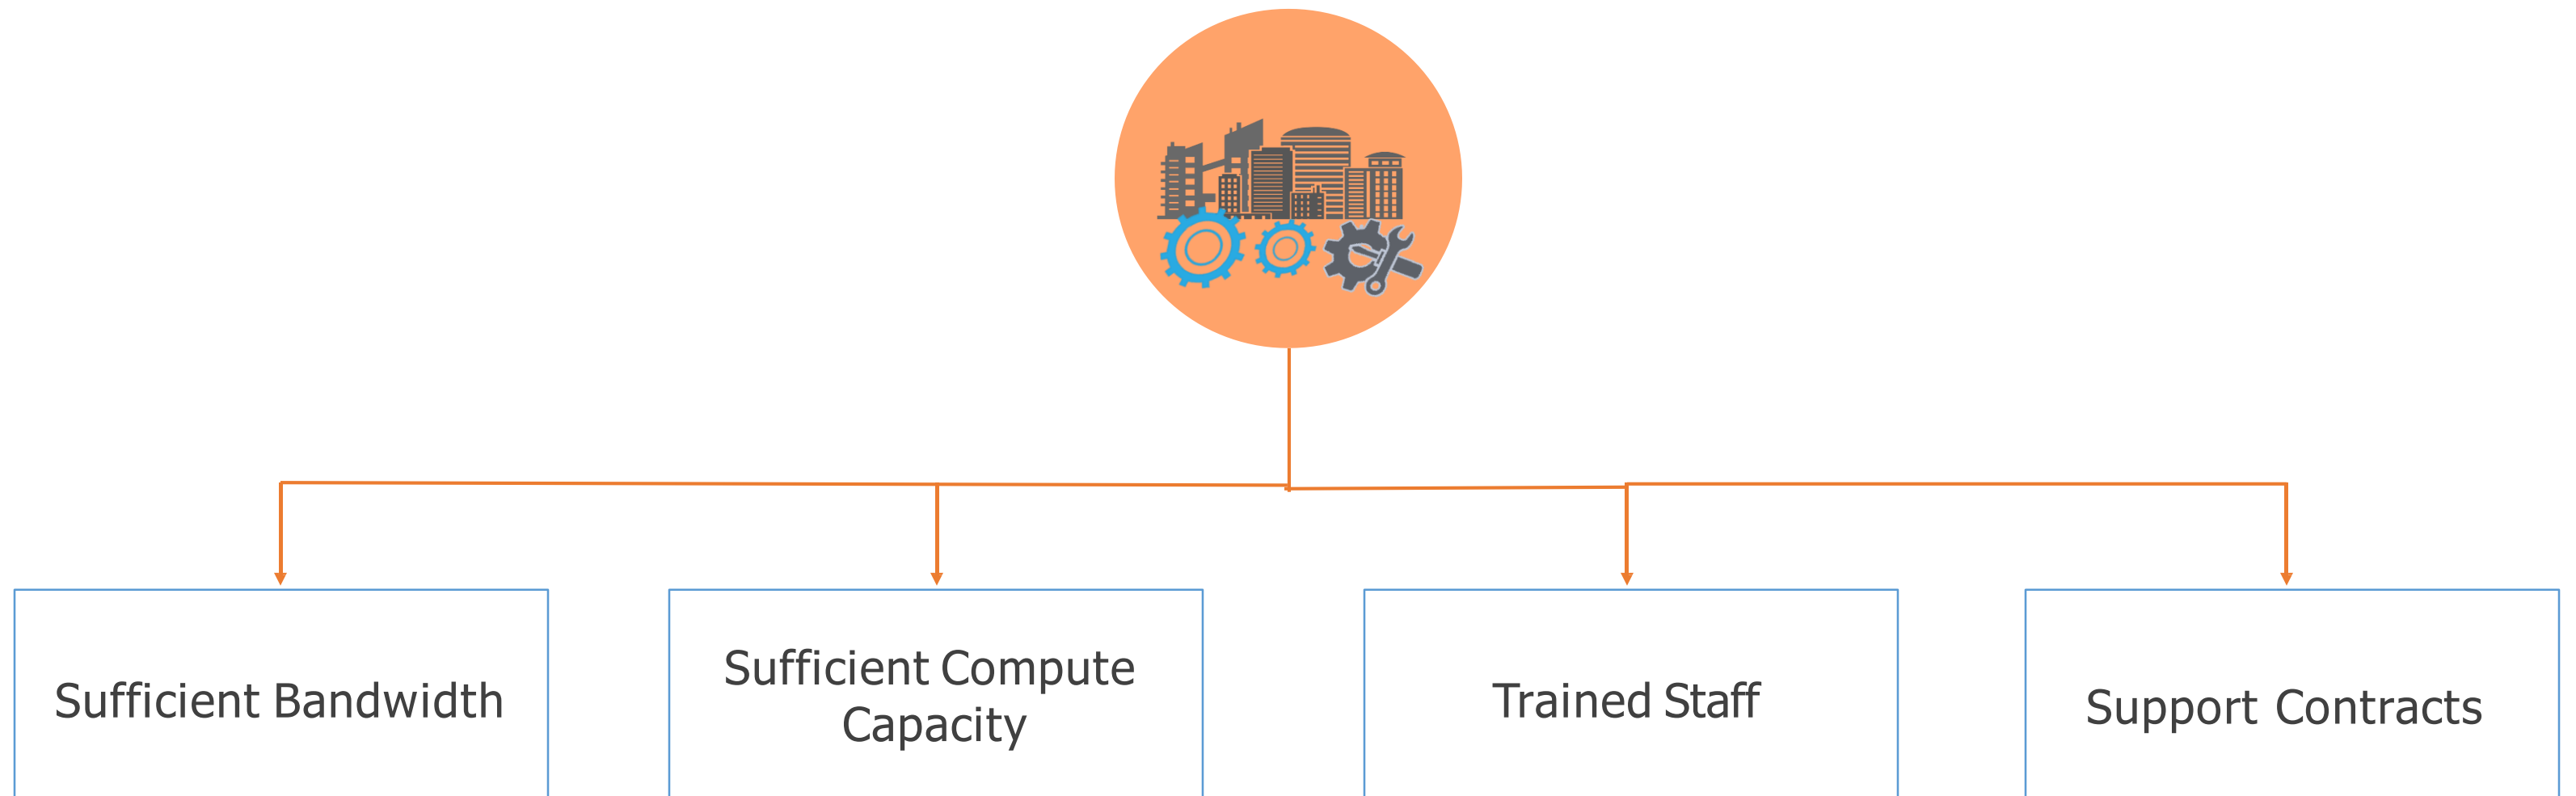 Sufficient Bandwidth
Sufficient Compute
Capacity
Trained Staff
Support Contracts